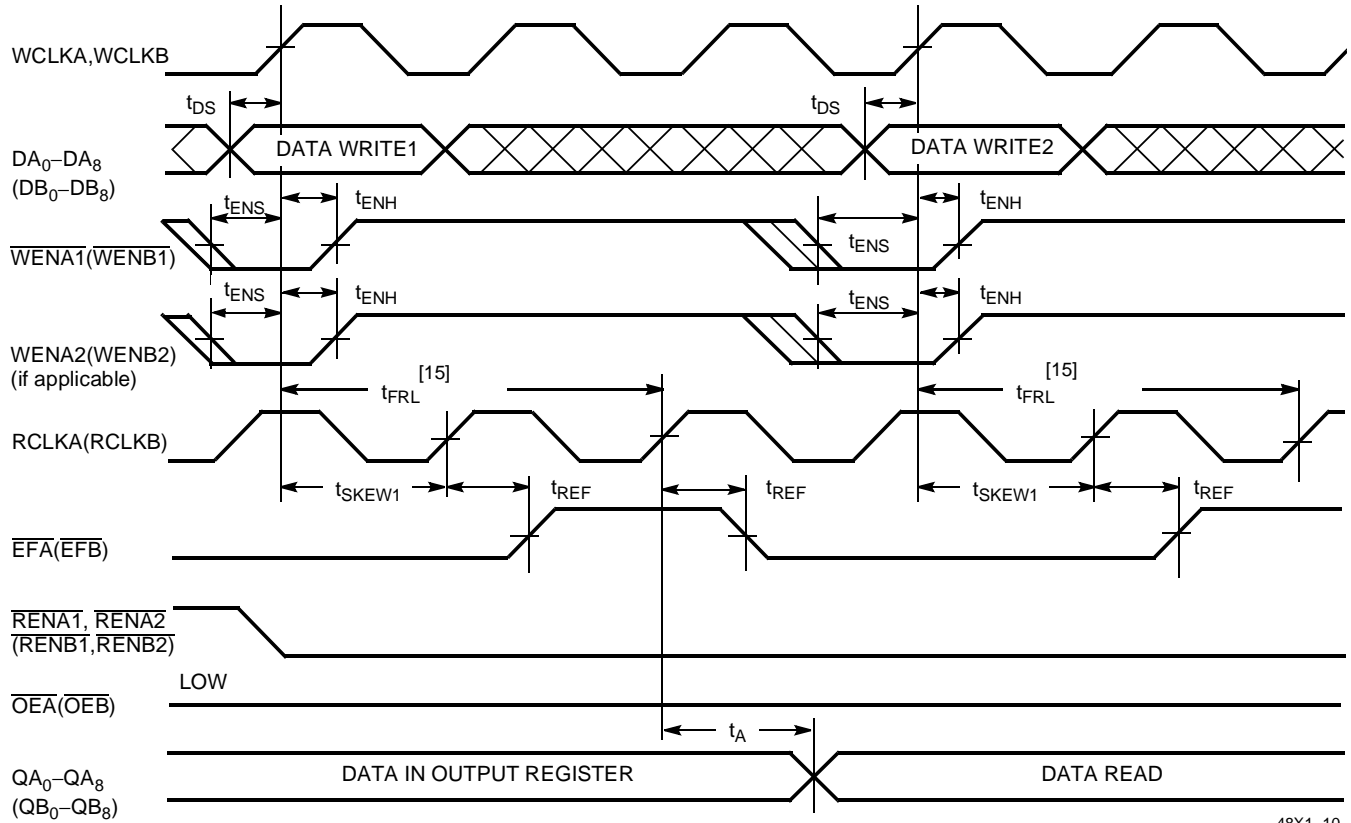 WCLKA,WCLKB
tDS tDS
DATA WRITE1 DATA WRITE2
DA0–DA8
(DB0–DB8)
tENS tENH tENS tENH
WENA1(WENB1)
tENS tENH tENS tENH
WENA2(WENB2)
(if applicable)
[15] [15]
tFRL tFRL
RCLKA(RCLKB)
tSKEW1 tREF tREF tSKEW1 tREF
EFA(EFB)
RENA1, RENA2
(RENB1,RENB2)
LOW
OEA(OEB)
tA
DATA IN OUTPUT REGISTER DATA READ
QA0–QA8
(QB0–QB8)